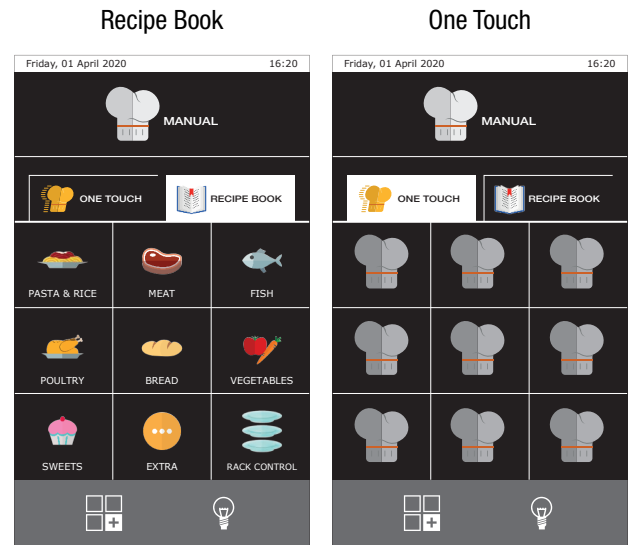 Recipe Book
One Touch
Friday, 01 April 2020 16:20
MANUAL
ONE TOUCH
RECIPE BOOK
PASTA & RICE
MEAT
FISH
POULTRY
BREAD
VEGETABLES
SWEETS
EXTRA
RACK CONTROL
Friday, 01 April 2020 16:20
MANUAL
ONE TOUCH
RECIPE BOOK